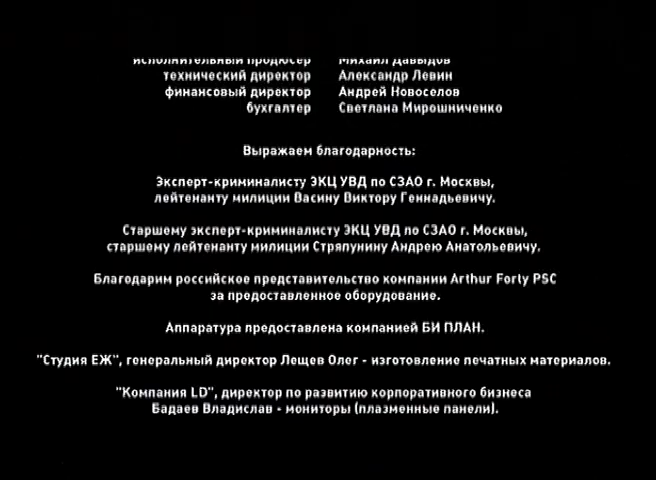 исполнительный продюсер Михаил Давыдов
технический директор Александр Левин
финансовый директор Андрей Новоселов
бухгалтер Светлана Мирошниченко
Выражаем благодарность:
Эксперт-криминалисту ЭКЦ УВД по СЗАО г. Москвы,
лейтенанту милиции Васину Виктору Геннадьевичу.
Старшему эксперт-криминалисту ЭКЦ УВД по СЗАО г. Москвы,
старшему лейтенанту милиции Стряпунину Андрею Анатольевичу.
Благодарим российское представительство компании Arthur Forty PSC
за предоставленное оборудование.
Аппаратура предоставлена компанией БИ ПЛАН.
"Студия ЕЖ", генеральный директор Лещев Олег - изготовление печатных материалов.
"Компания LD", директор по развитию корпоративного бизнеса
Бадаев Владислав - мониторы (плазменные панели).